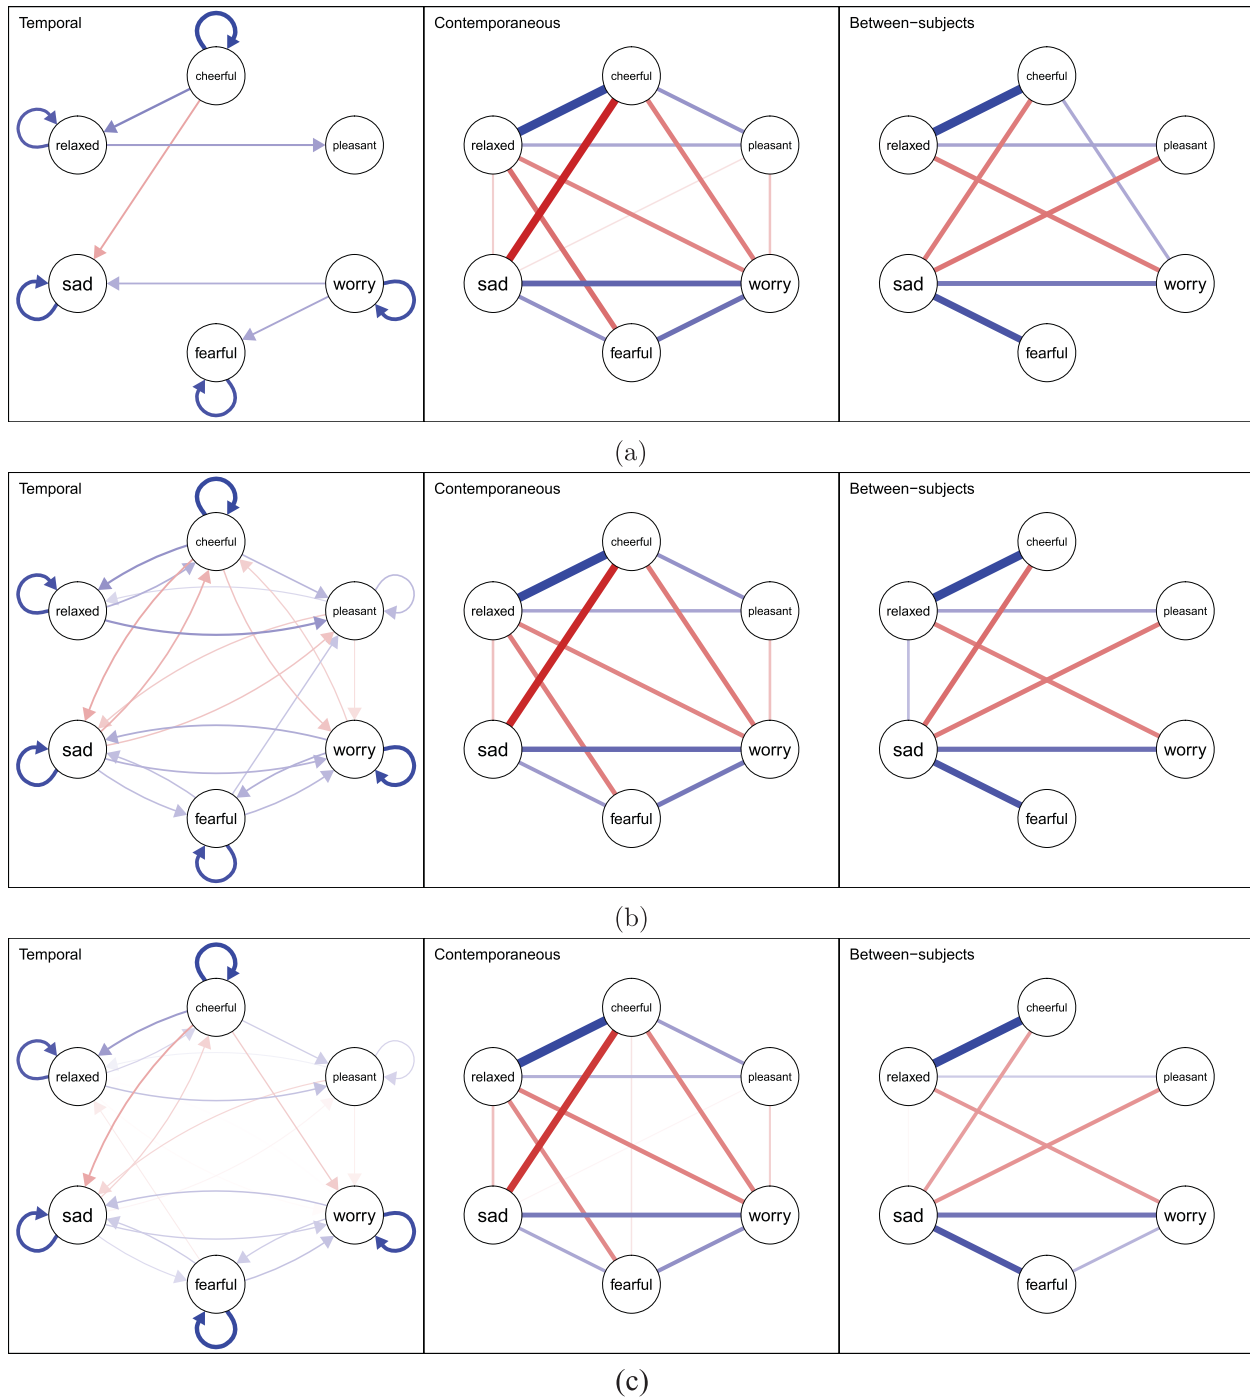 Temporal
Contemporaneous
Between−subjects
cheerful
cheerful
cheerful
relaxed
pleasant
relaxed
pleasant
relaxed
pleasant
sad
worry
sad
worry
sad
worry
fearful
fearful
fearful
(a)
Temporal
Contemporaneous
Between−subjects
cheerful
cheerful
cheerful
relaxed
pleasant
relaxed
pleasant
relaxed
pleasant
sad
worry
sad
worry
sad
worry
fearful
fearful
fearful
(b)
Temporal
Contemporaneous
Between−subjects
cheerful
cheerful
cheerful
relaxed
pleasant
relaxed
pleasant
relaxed
pleasant
sad
worry
sad
worry
sad
worry
fearful
fearful
fearful
(c)